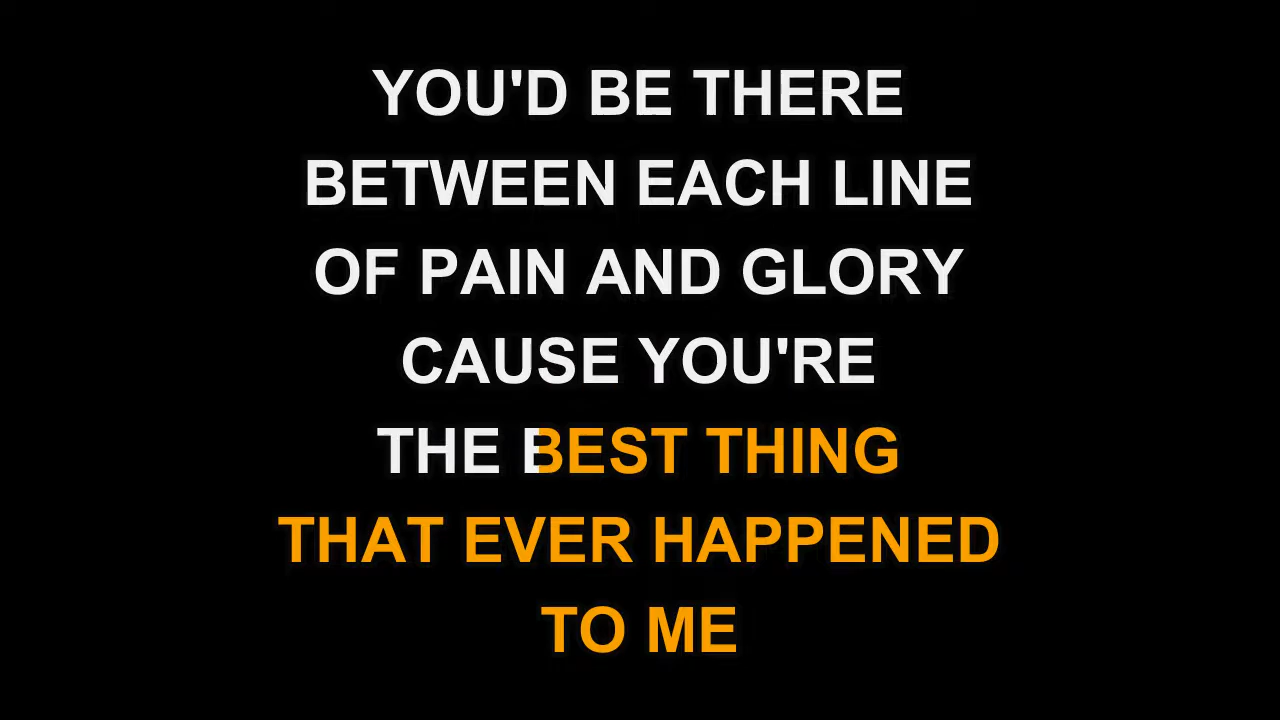 YOU'D BE THERE
BETWEEN EACH LINE
OF PAIN AND GLORY
CAUSE YOU'RE
THE BEST THING
THAT EVER HAPPENED
TO ME